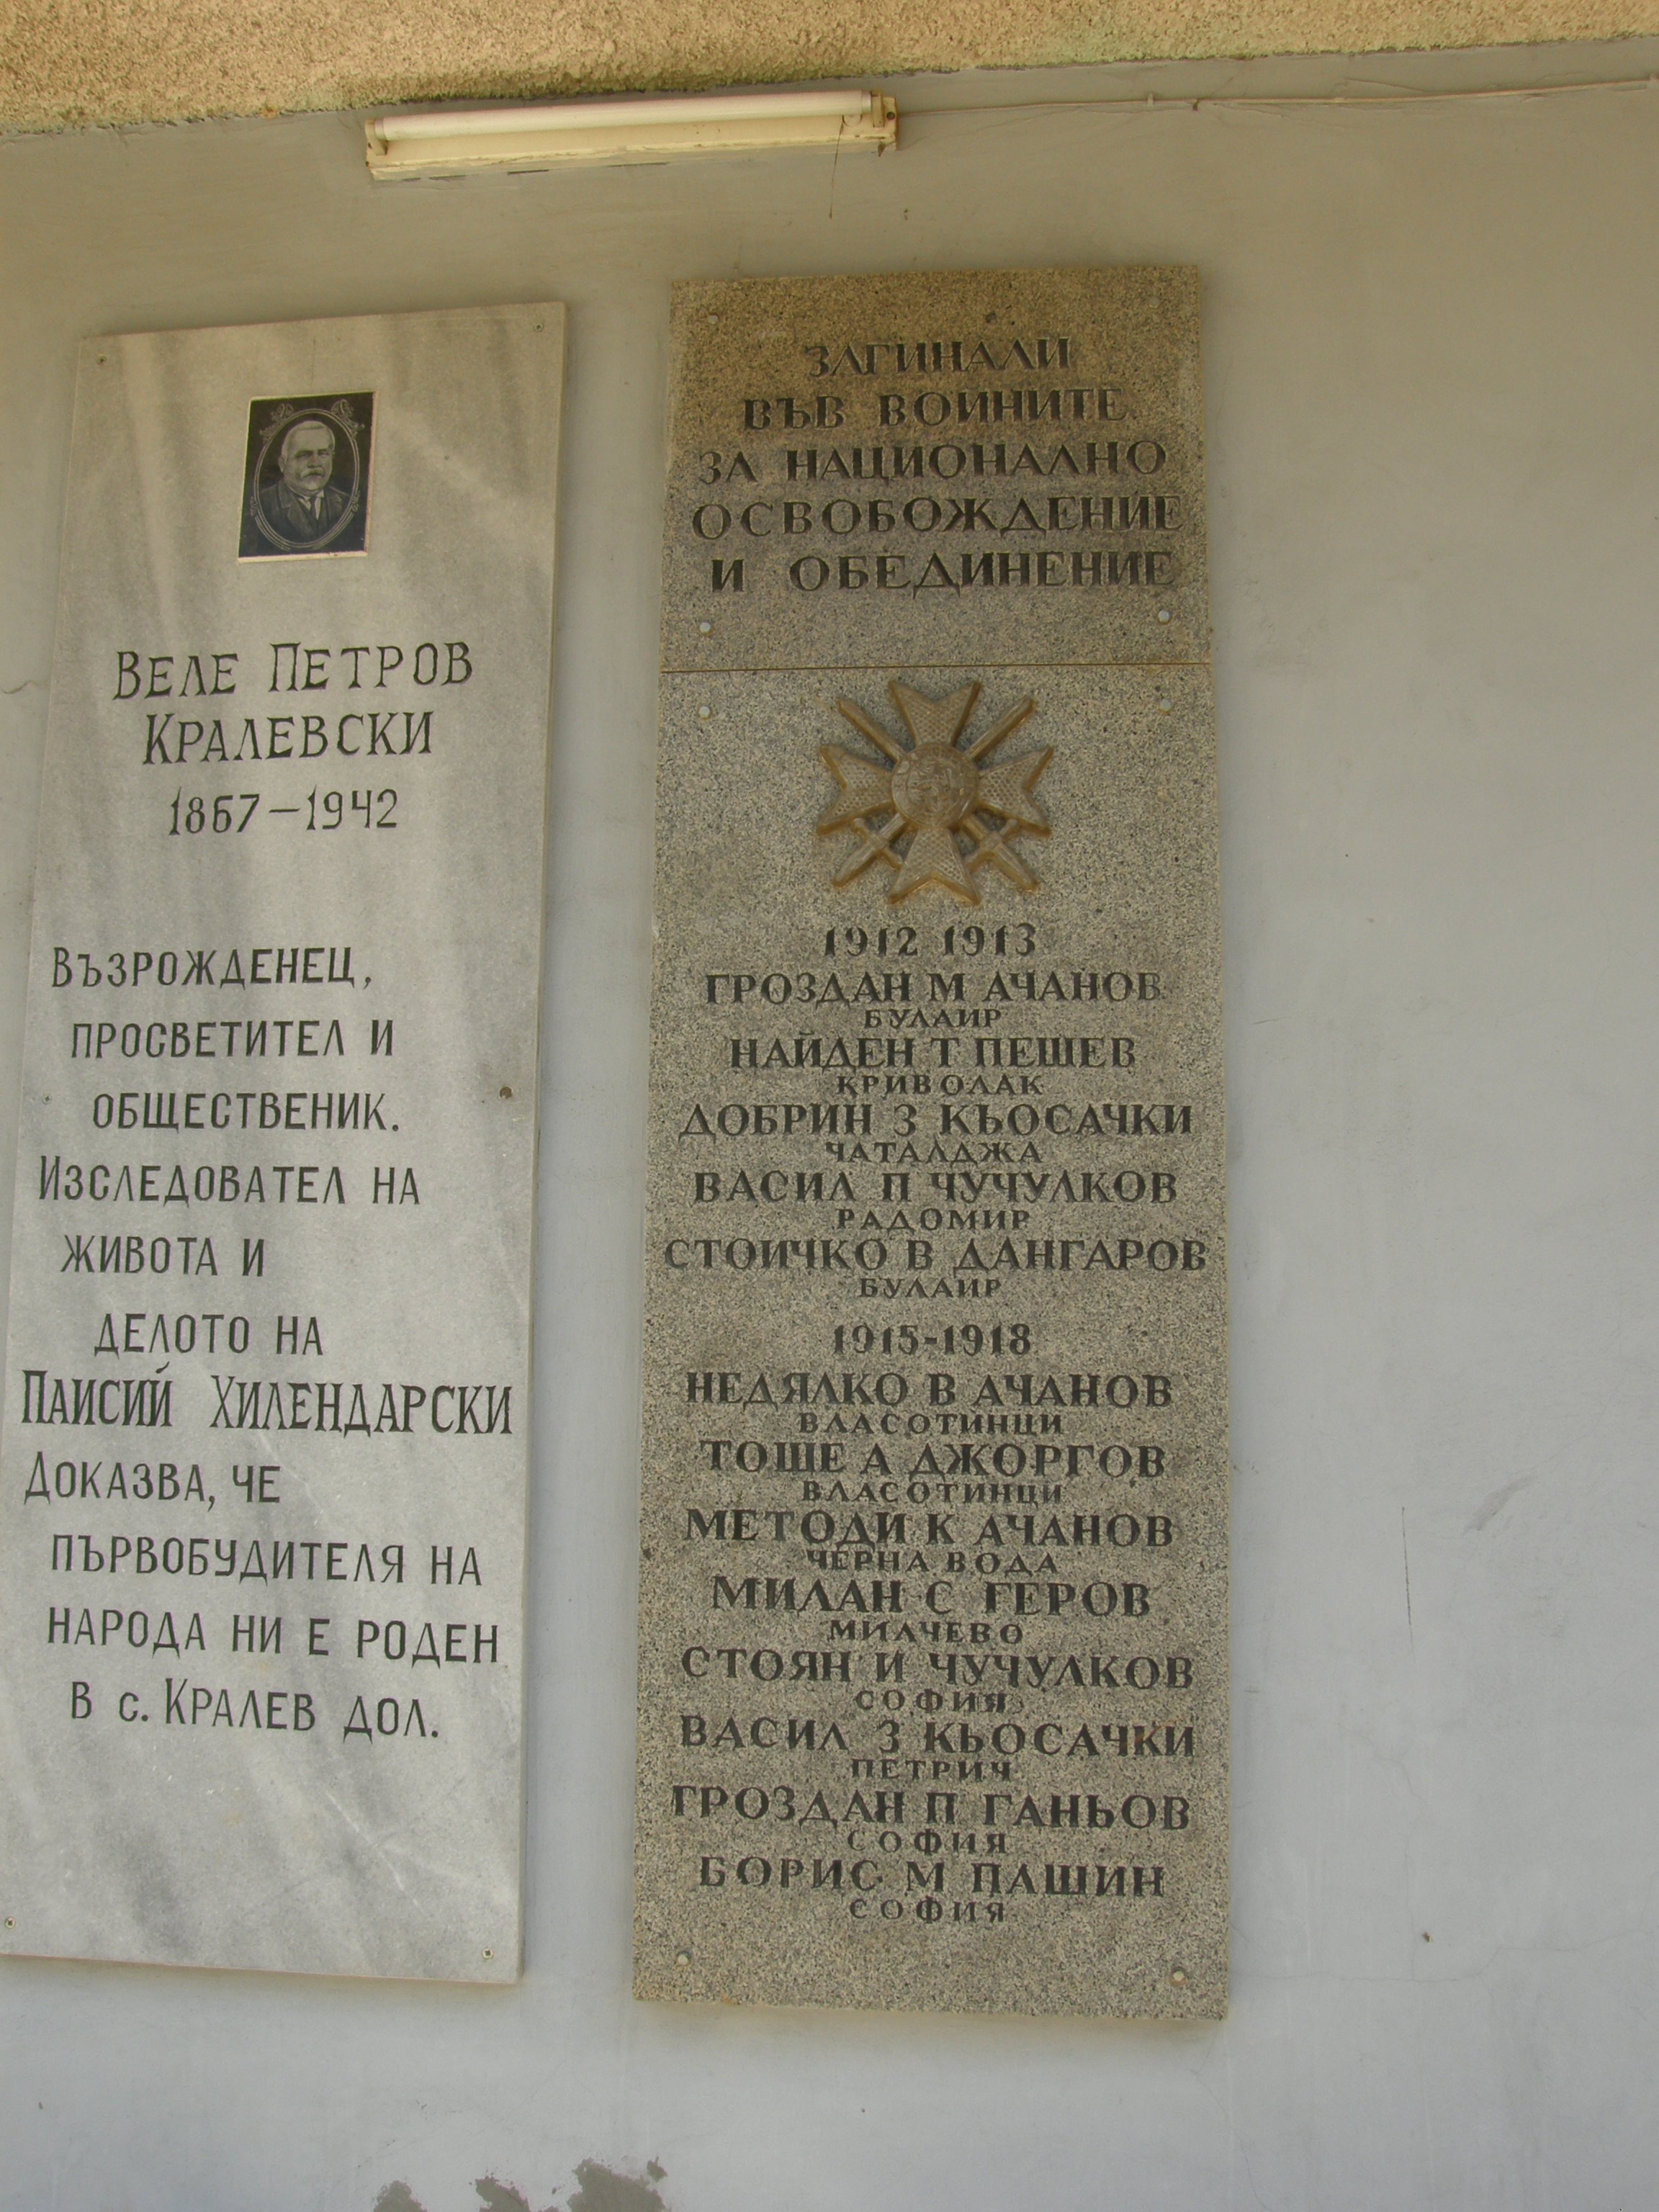 ВЕЛЕ ПЕТРОВ
КРАЛЕВСКИ
1867–1942
ВЪЗРОЖДЕНЕЦ,
ПРОСВЕТИТЕЛ И
ОБЩЕСТВЕНИК.
ИЗСЛЕДОВАТЕЛ НА
ЖИВОТА И
ДЕЛОТО НА
ПАИСИЙ ХИЛЕНДАРСКИ
ДОКАЗВА, ЧЕ
ПЪРВОБУДИТЕЛЯ НА
НАРОДА НИ Е РОДЕН
В с. КРАЛЕВ ДОЛ.
ЗАГИНАЛИ
ВЪВ ВОИНИТЕ
ЗА НАЦИОНАЛНО
ОСВОБОЖДЕНИЕ
И ОБЕДИНЕНИЕ
1912 1913
ГРОЗДАН М АЧАНОВ
БУЛАИР
НАЙДЕН Т ПЕШЕВ
КРИВОЛАК
ДОБРИН З КЬОСАЧКИ
ЧАТАЛДЖА
ВАСИЛ П ЧУЧУЛКОВ
РАДОМИР
СТОИЧКО В ДАНГАРОВ
БУЛАИР
1915-1918
НЕДЯЛКО В АЧАНОВ
ВЛАСОТИНЦИ
ТОШЕ А ДЖОРГОВ
ВЛАСОТИНЦИ
МЕТОДИ К АЧАНОВ
ЧЕРНА ВОДА
МИЛАН С ГЕРОВ
МИЛЧЕВО
СТОЯН И ЧУЧУЛКОВ
СОФИЯ
ВАСИЛ З КЬОСАЧКИ
ПЕТРИЧ
ГРОЗДАН П ГАНЬОВ
СОФИЯ
БОРИС М ПАШИН
СОФИЯ